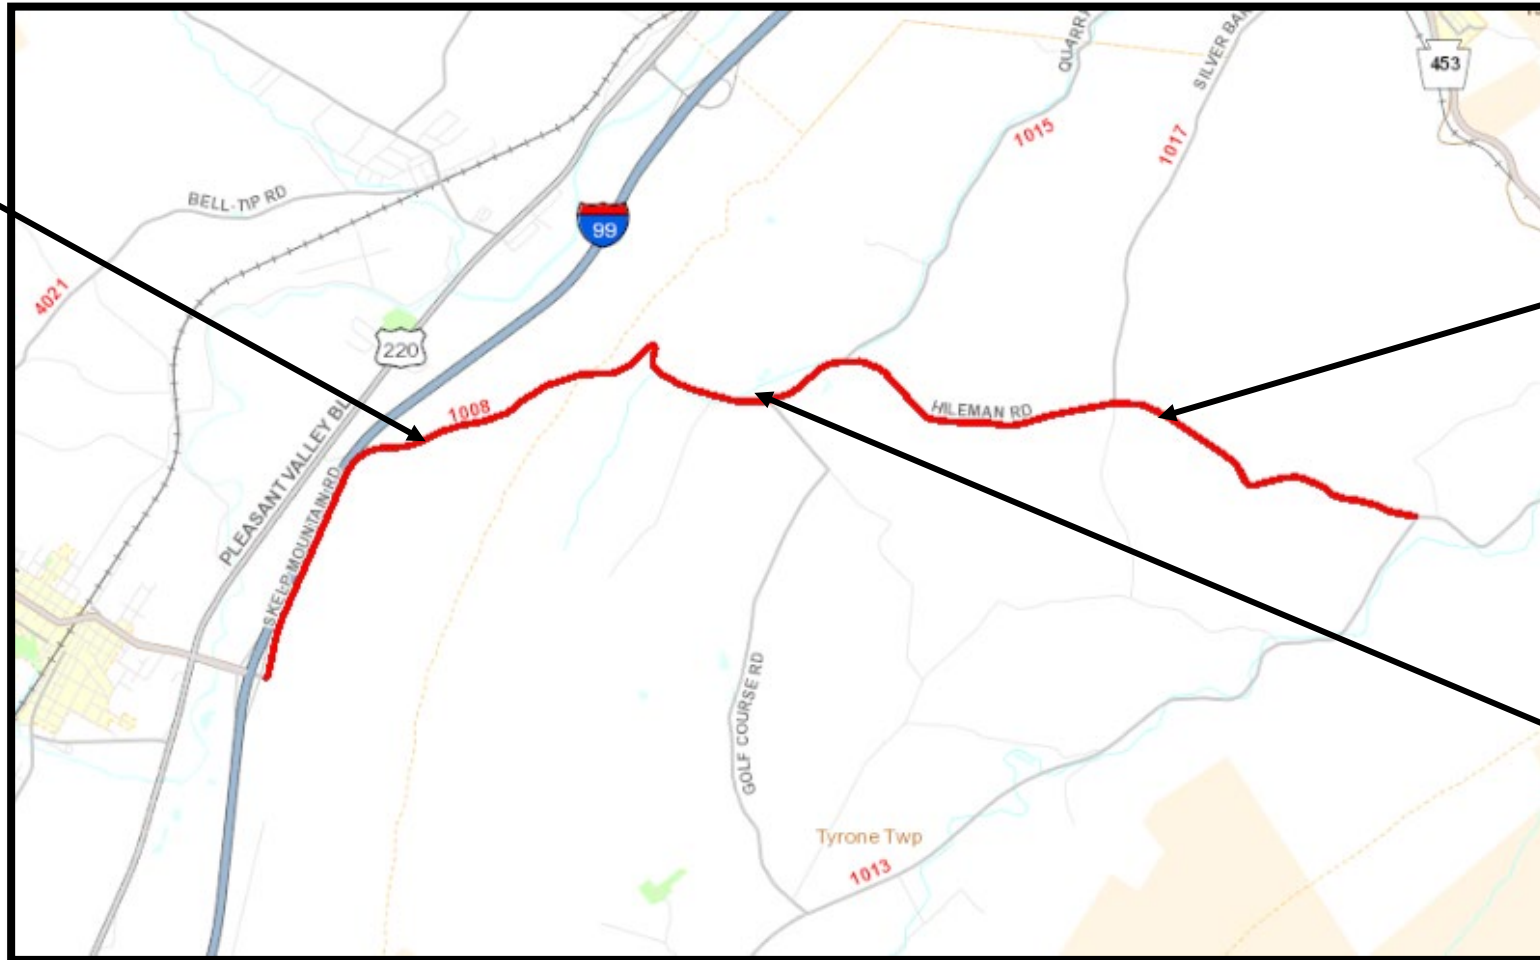 QUARR
SILVER BA
453
1015
1017
BELL-TIP RD
99
4021
220
1008
HILEMAN RD
PLEASANT VALLEY BL
SKELP MOUNTAIN RD
GOLF COURSE RD
Tyrone Twp
1013